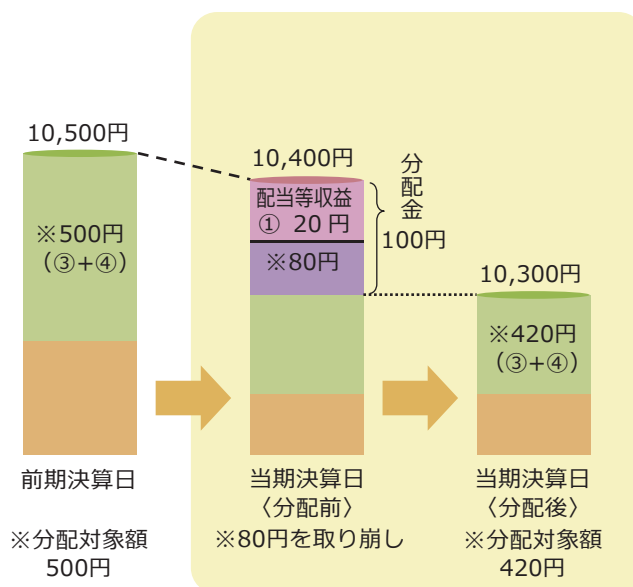 10,500円
※500円
（③+④）
前期決算日
※分配対象額
500円
10,400円
配当等収益
① 20 円
※80円
分配金
100円
当期決算日
〈分配前〉
※80円を取り崩し
10,300円
※420円
（③+④）
当期決算日
〈分配後〉
※分配対象額
420円